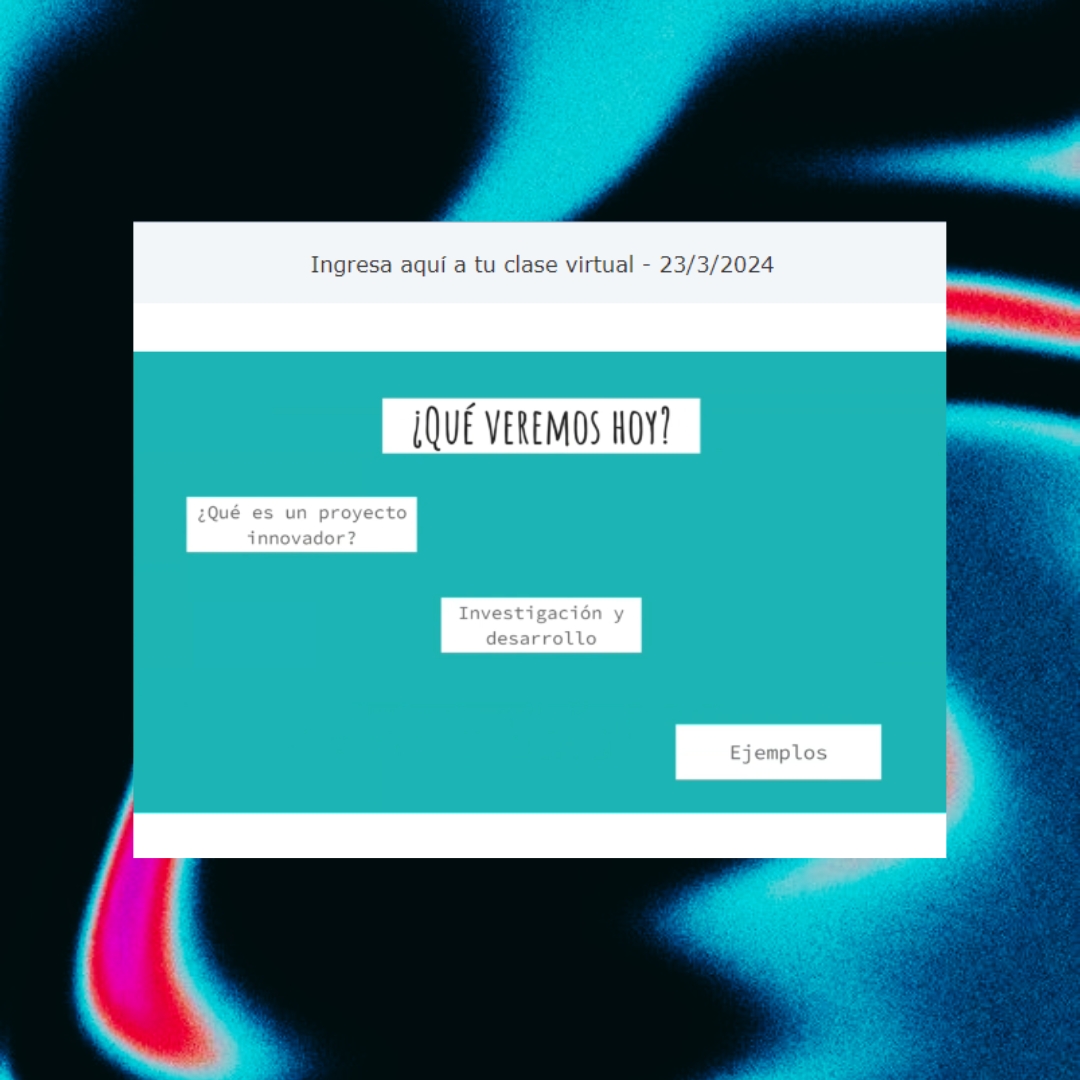 Ingresa aquí a tu clase virtual - 23/3/2024
¿QUÉ VEREMOS HOY?
¿Qué es un proyecto
innovador?
Investigación y
desarrollo
Ejemplos